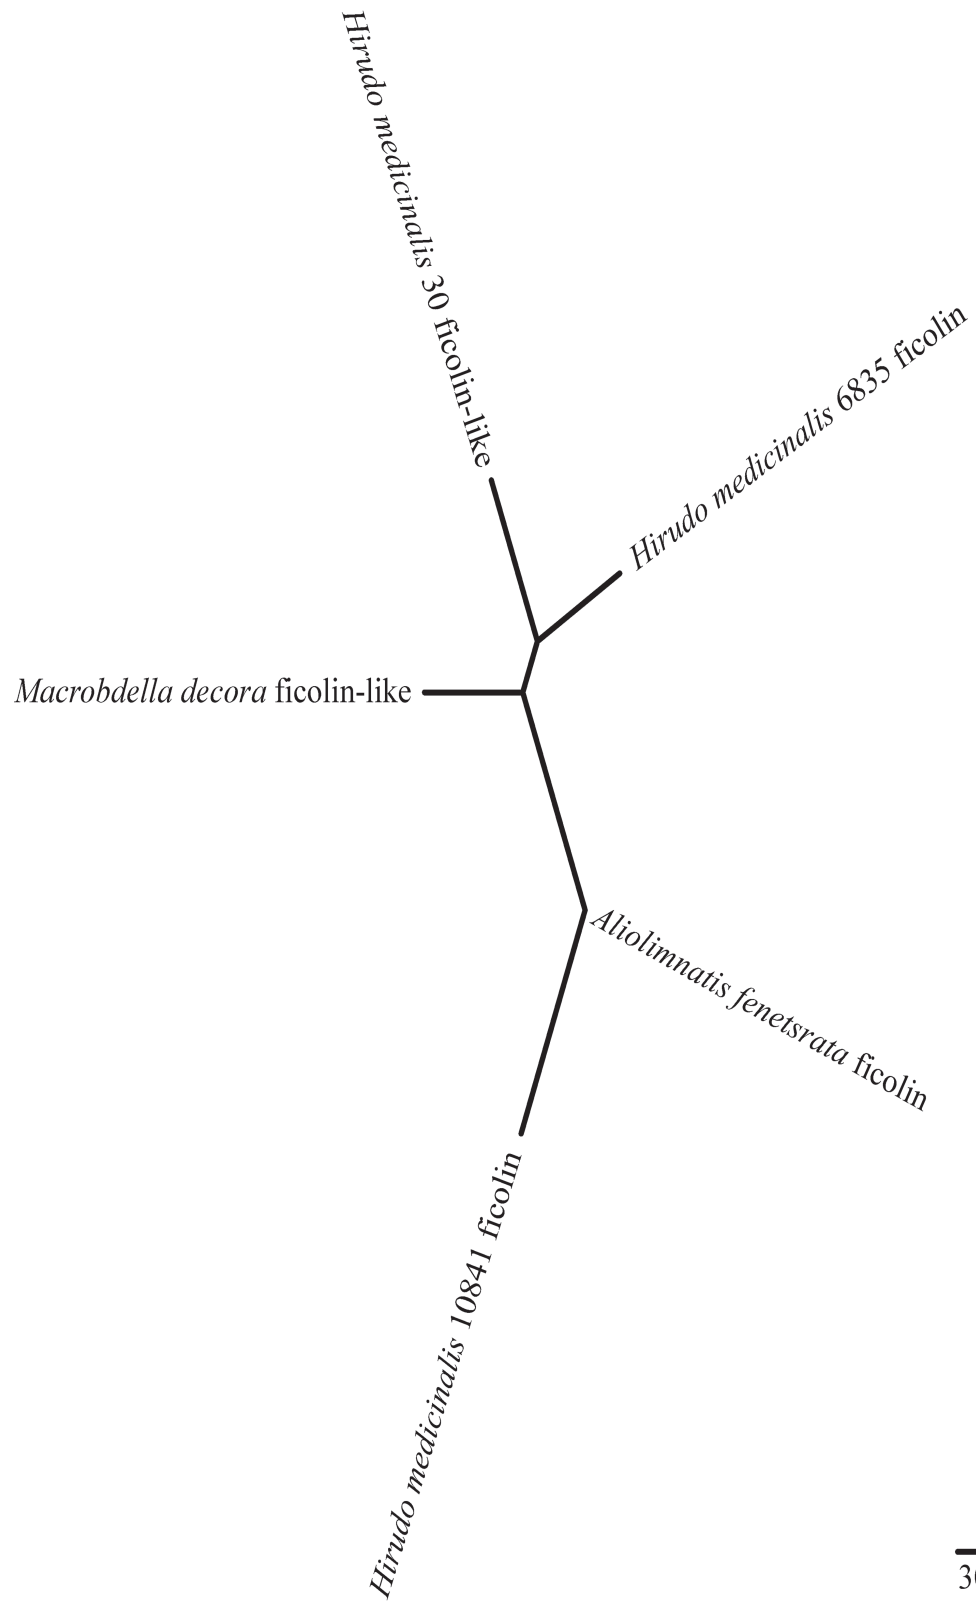 Hirudo medicinalis 30 ficolin-like
Hirudo medicinalis 6835 ficolin
Macrobdella decora ficolin-like
Aliolimnatis fenetsrata ficolin
Hirudo medicinalis 10841 ficolin